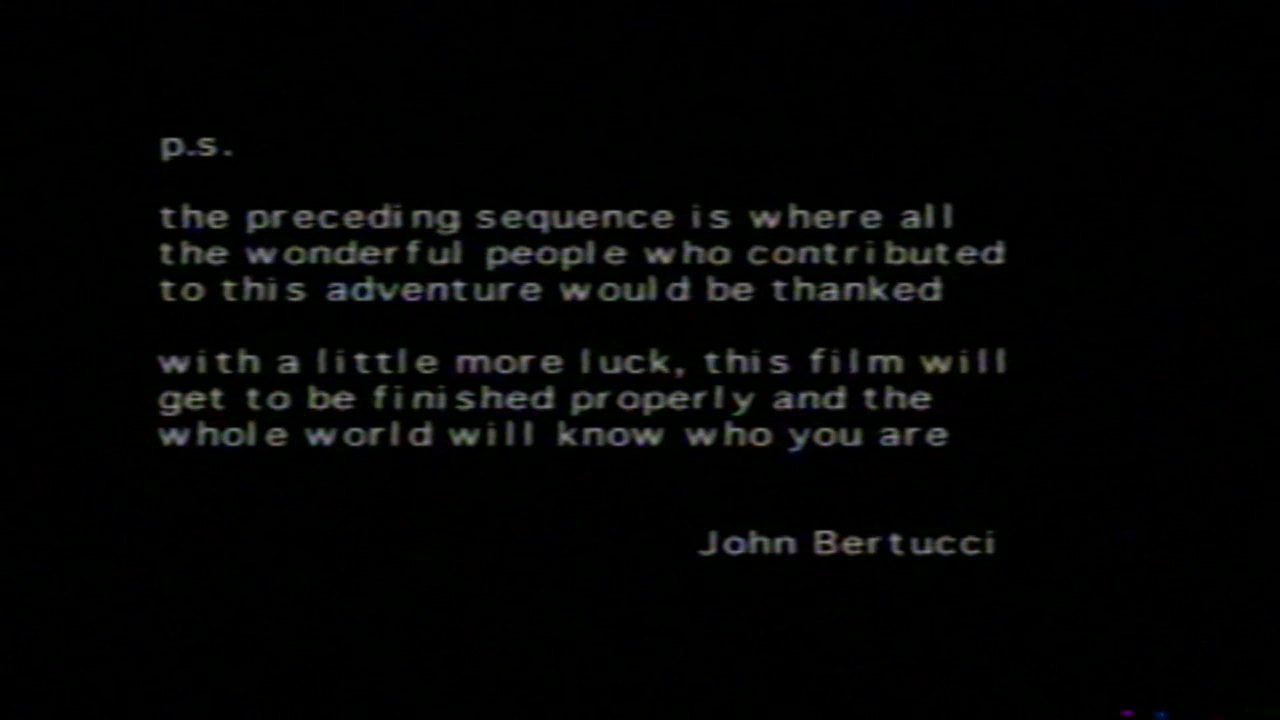 p.s.
the preceding sequence is where all
the wonderful people who contributed
to this adventure would be thanked
with a little more luck, this film will
get to be finished properly and the
whole world will know who you are
John Bertucci